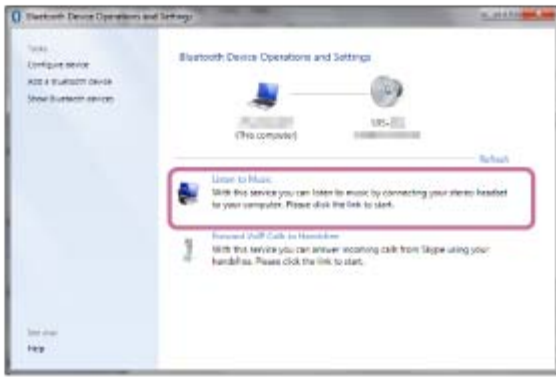 Bluetooth Device Operations and Settings
Tasks
Configure device
Add a Bluetooth device
Show Bluetooth devices
See also
Help
Bluetooth Device Operations and Settings
(This computer)
Refresh
Listen to Music
With this service you can listen to music by connecting your stereo headset
to your computer. Please click the link to start.
Forward VoIP Calls to Handsfree
With this service you can answer incoming calls from Skype using your
handsfree. Please click the link to start.